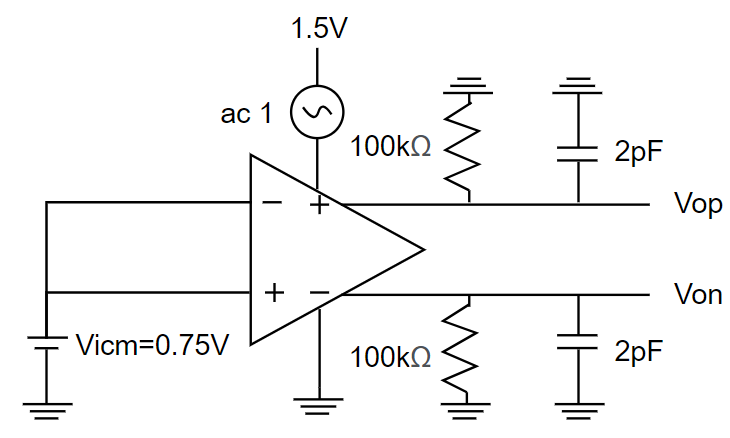 1.5V
ac 1
100kΩ
2pF
Vop
− +
+ −
Von
Vicm=0.75V
100kΩ
2pF